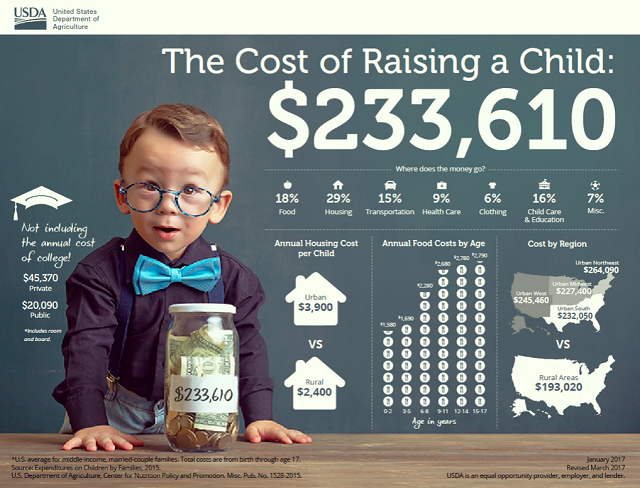 USDA
United States
Department of
Agriculture
The Cost of Raising a Child:
$233,610
Where does the money go?
18%
Food
29%
Housing
15%
Transportation
9%
Health Care
6%
Clothing
16%
Child Care
& Education
7%
Misc.
Not including
the annual cost
of college!
$45,370
Private
$20,090
Public
*Includes room
and board.
Annual Housing Cost
per Child
Urban
$3,900
VS
Rural
$2,400
Annual Food Costs by Age
$1,580
$1,690
$2,280
$2,680
$2,780
$2,790
0-2
3-5
6-8
9-11
12-14
15-17
Age in years
Cost by Region
Urban Northeast
$264,090
Urban Midwest
$227,400
Urban West
$245,460
Urban South
$232,050
VS
Rural Areas
$193,020
$233,610
*U.S. average for middle-income, married-couple families. Total costs are from birth through age 17.
Source: Expenditures on Children by Families, 2015.
U.S. Department of Agriculture, Center for Nutrition Policy and Promotion. Misc. Pub. No. 1528-2015.
January 2017
Revised March 2017
USDA is an equal opportunity provider, employer, and lender.